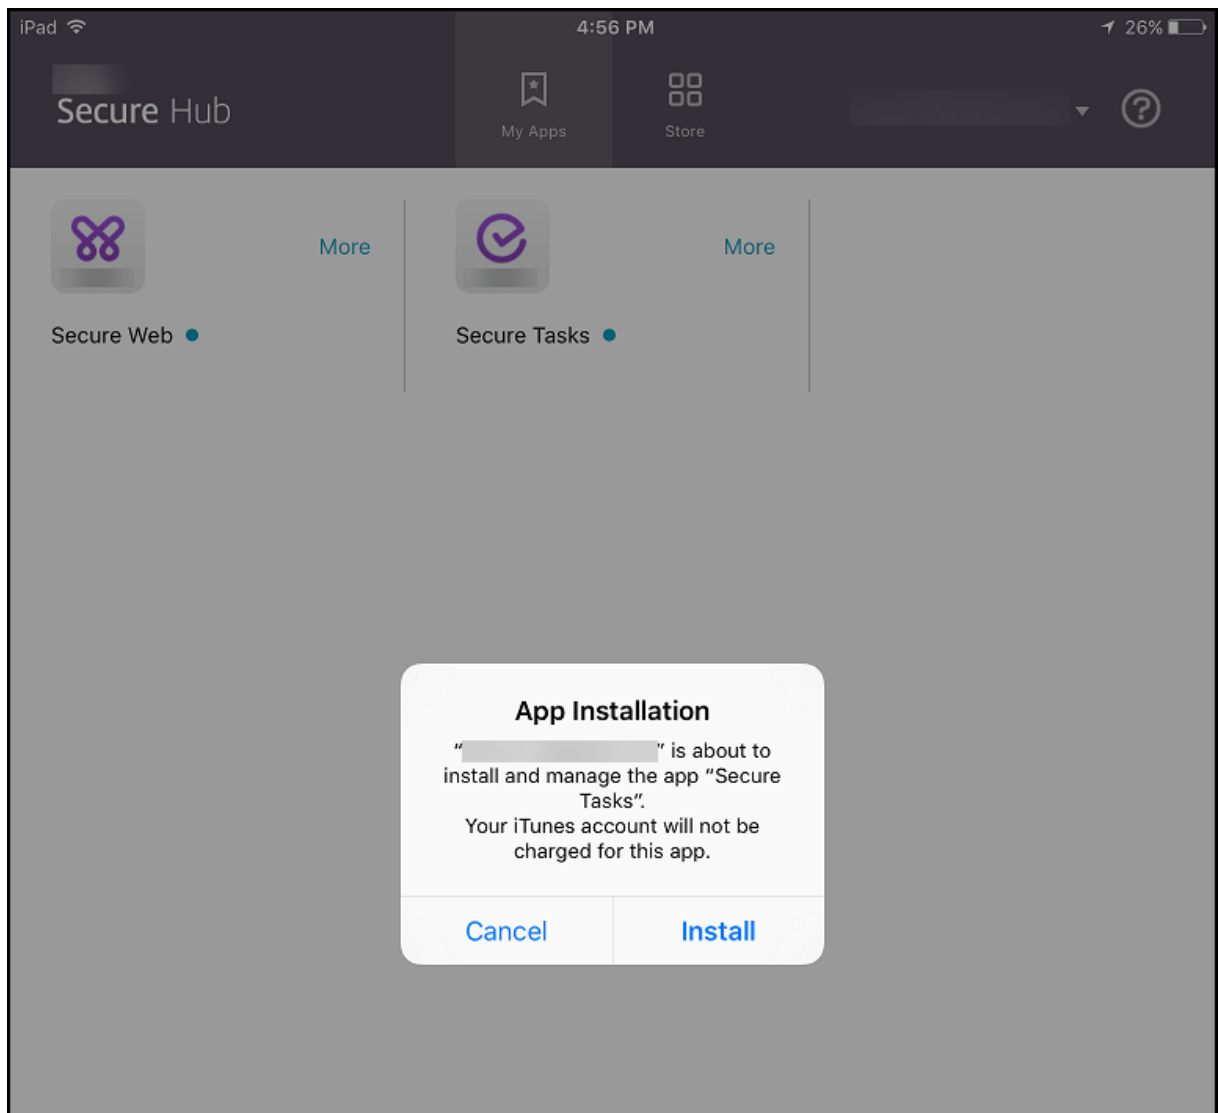 iPad
4:56 PM
26%
Secure Hub
My Apps
Store
?
More
More
Secure Web
Secure Tasks
App Installation
“ ” is about to
install and manage the app “Secure
Tasks”.
Your iTunes account will not be
charged for this app.
Cancel
Install